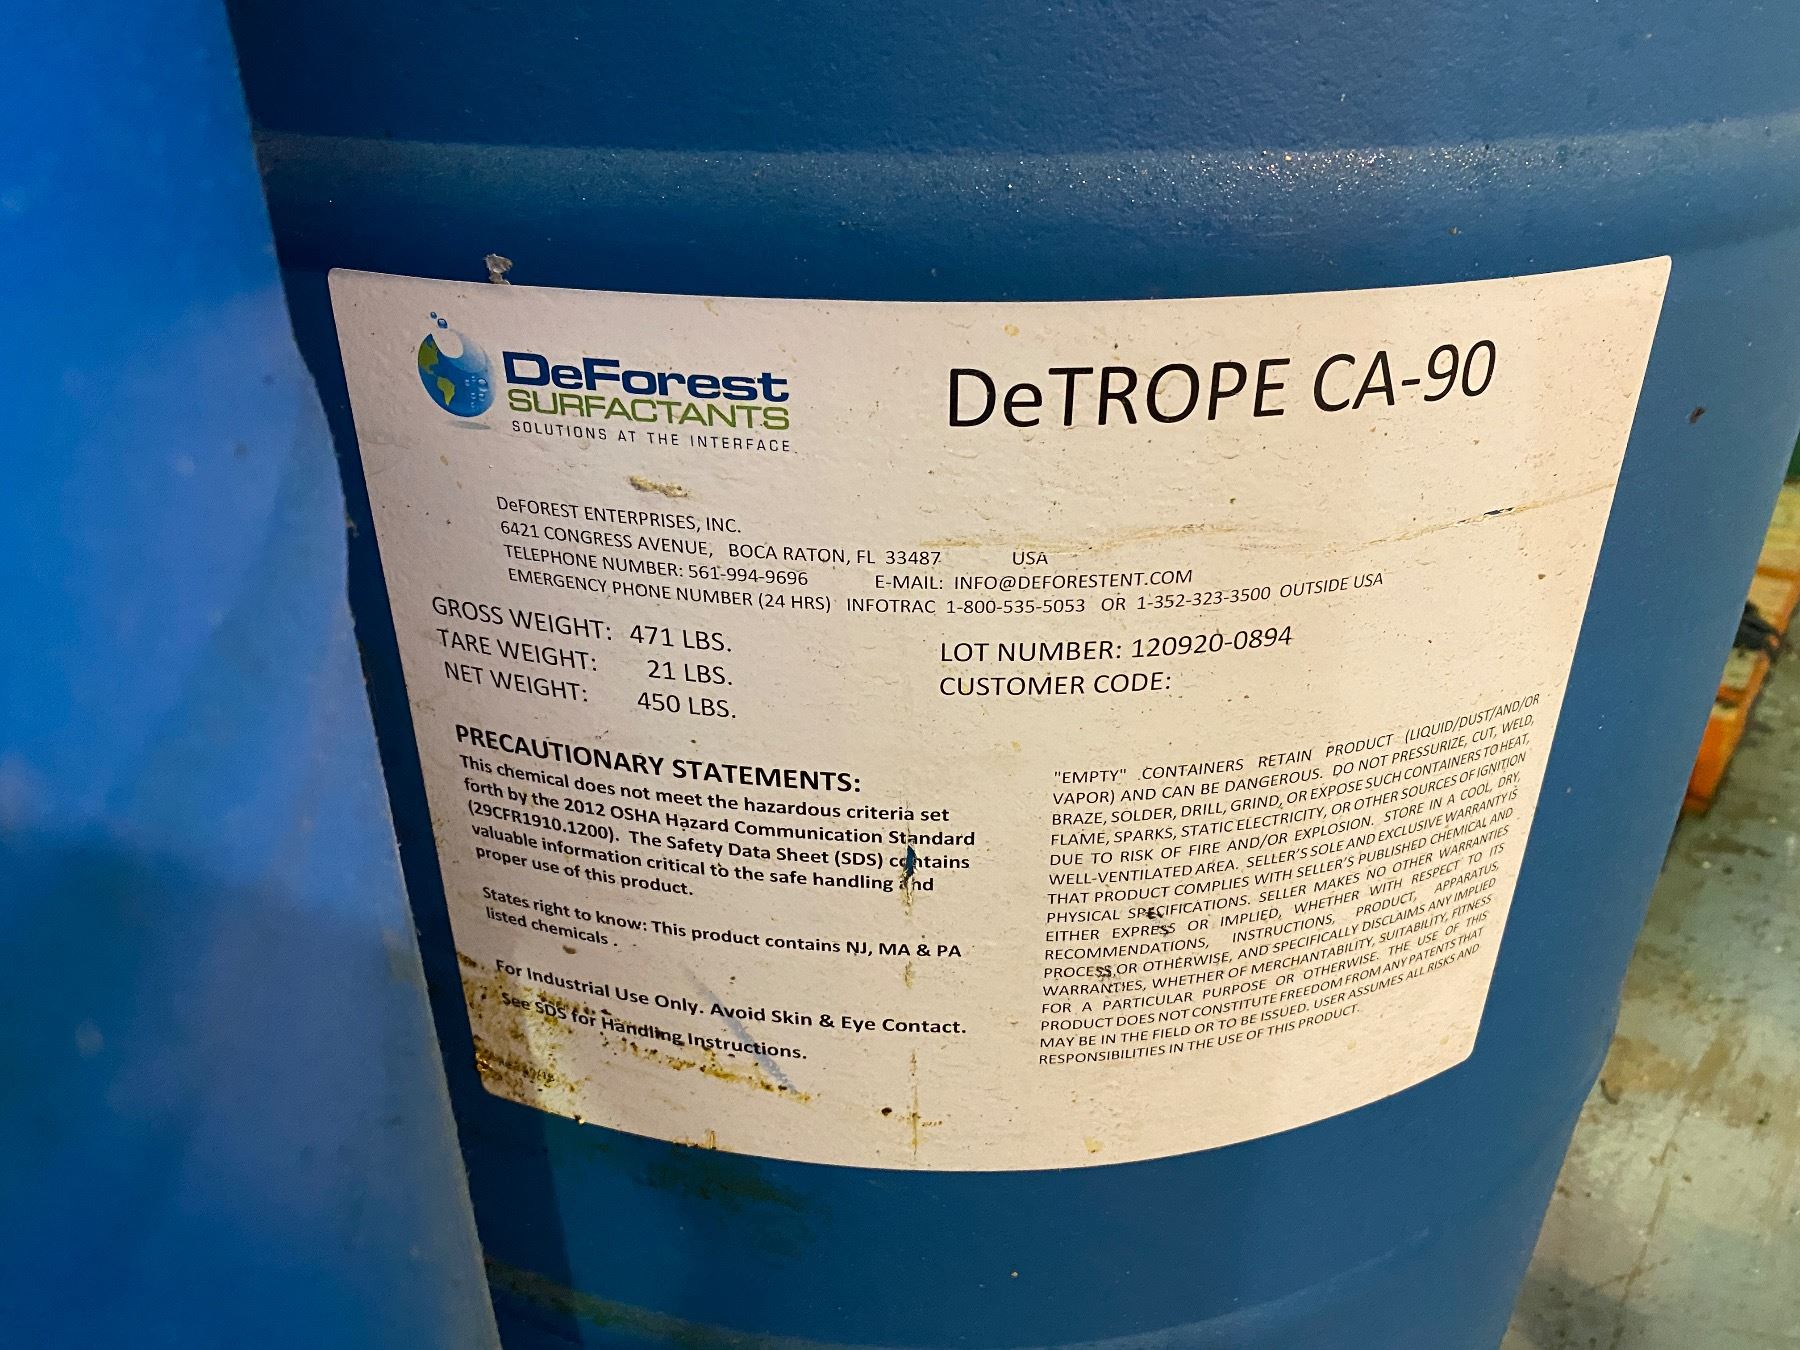 DeForest
SURFACTANTS
SOLUTIONS AT THE INTERFACE
DeTROPE CA-90
DeFOREST ENTERPRISES, INC.
6421 CONGRESS AVENUE, BOCA RATON, FL 33487 USA
TELEPHONE NUMBER: 561-994-9696 E-MAIL: INFO@DEFORESTENT.COM
EMERGENCY PHONE NUMBER (24 HRS) INFOTRAC 1-800-535-5053 OR 1-352-323-3500 OUTSIDE USA
GROSS WEIGHT: 471 LBS.
TARE WEIGHT: 21 LBS.
NET WEIGHT: 450 LBS.
LOT NUMBER: 120920-0894
CUSTOMER CODE:
PRECAUTIONARY STATEMENTS:
This chemical does not meet the hazardous criteria set
forth by the 2012 OSHA Hazard Communication Standard
(29CFR1910.1200). The Safety Data Sheet (SDS) contains
valuable information critical to the safe handling and
proper use of this product.
States right to know: This product contains NJ, MA & PA
listed chemicals .
For Industrial Use Only. Avoid Skin & Eye Contact.
See SDS for Handling Instructions.
"EMPTY" CONTAINERS RETAIN PRODUCT (LIQUID/DUST/AND/OR
VAPOR) AND CAN BE DANGEROUS. DO NOT PRESSURIZE, CUT, WELD,
BRAZE, SOLDER, DRILL, GRIND, OR EXPOSE SUCH CONTAINERS TO HEAT,
FLAME, SPARKS, STATIC ELECTRICITY, OR OTHER SOURCES OF IGNITION
DUE TO RISK OF FIRE AND/OR EXPLOSION. STORE IN A COOL, DRY,
WELL-VENTILATED AREA. SELLER'S SOLE AND EXCLUSIVE WARRANTY IS
THAT PRODUCT COMPLIES WITH SELLER'S PUBLISHED CHEMICAL AND
PHYSICAL SPECIFICATIONS. SELLER MAKES NO OTHER WARRANTIES
EITHER EXPRESS OR IMPLIED, WHETHER WITH RESPECT TO ITS
RECOMMENDATIONS, INSTRUCTIONS, PRODUCT, APPARATUS,
PROCESS,OR OTHERWISE, AND SPECIFICALLY DISCLAIMS ANY IMPLIED
WARRANTIES, WHETHER OF MERCHANTABILITY, SUITABILITY, FITNESS
FOR A PARTICULAR PURPOSE OR OTHERWISE. THE USE OF THIS
PRODUCT DOES NOT CONSTITUTE FREEDOM FROM ANY PATENTS THAT
MAY BE IN THE FIELD OR TO BE ISSUED. USER ASSUMES ALL RISKS AND
RESPONSIBILITIES IN THE USE OF THIS PRODUCT.